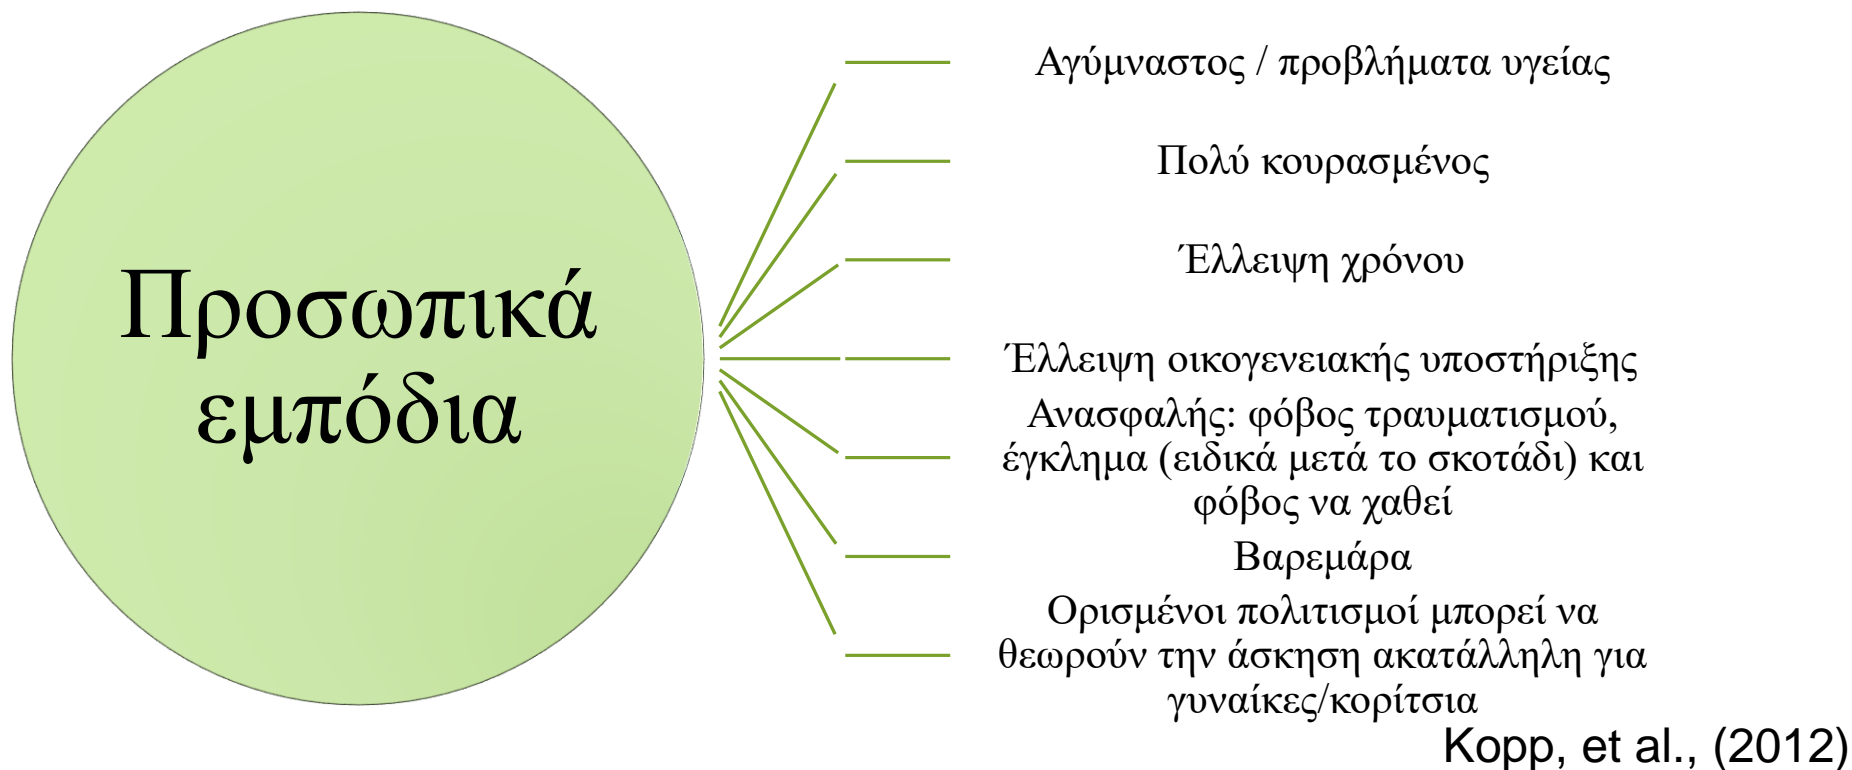 Προσωπικά
εμπόδια
Αγύμναστος / προβλήματα υγείας
Πολύ κουρασμένος
Έλλειψη χρόνου
Έλλειψη οικογενειακής υποστήριξης
Ανασφαλής: φόβος τραυματισμού,
έγκλημα (ειδικά μετά το σκοτάδι) και
φόβος να χαθεί
Βαρεμάρα
Ορισμένοι πολιτισμοί μπορεί να
θεωρούν την άσκηση ακατάλληλη για
γυναίκες/κορίτσια
Kopp, et al., (2012)